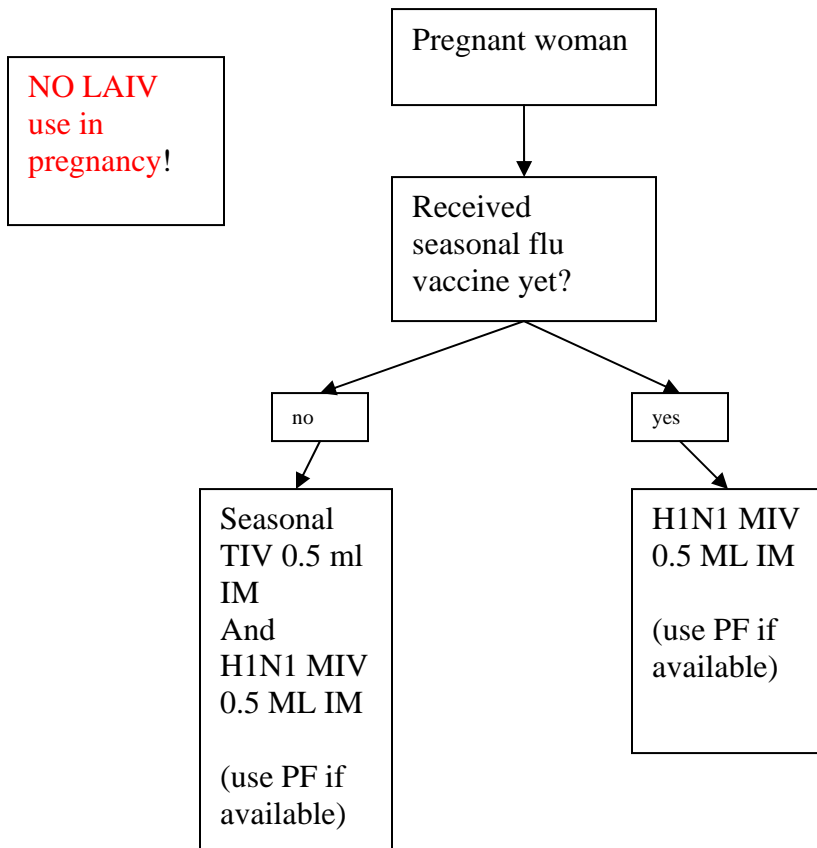 NO LAIV
use in
pregnancy!
Pregnant woman
Received
seasonal flu
vaccine yet?
no
yes
Seasonal
TIV 0.5 ml
IM
And
H1N1 MIV
0.5 ML IM
(use PF if
available)
H1N1 MIV
0.5 ML IM
(use PF if
available)